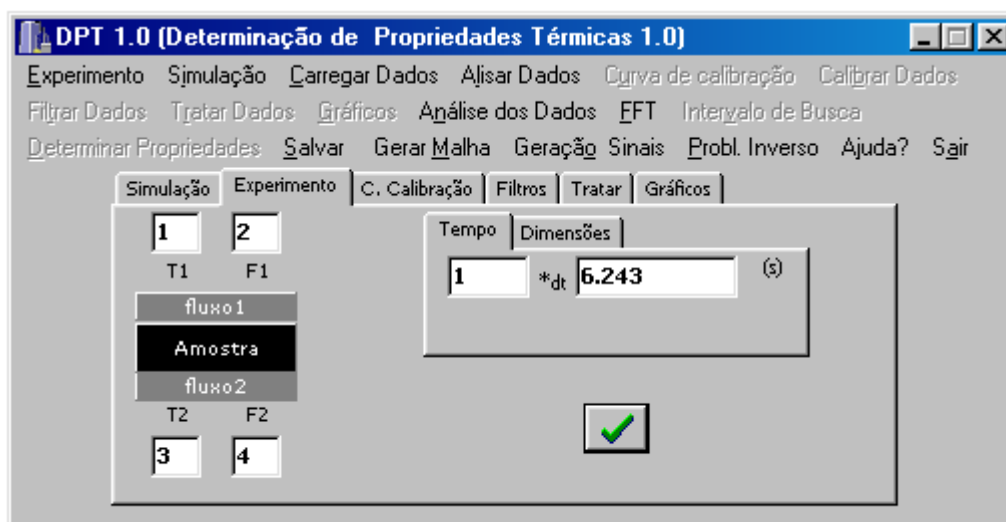 DPT 1.0 (Determinação de Propriedades Térmicas 1.0)
Experimento Simulação Carregar Dados Alisar Dados Curva de calibração Calibrar Dados
Filtrar Dados Tratar Dados Gráficos Análise dos Dados FFT Intervalo de Busca
Determinar Propriedades Salvar Gerar Malha Geração Sinais Probl. Inverso Ajuda? Sair
Simulação Experimento C. Calibração Filtros Tratar Gráficos
1 2
T1 F1
fluxo1
Amostra
fluxo2
T2 F2
3 4
Tempo Dimensões
1 *dt 6.243 (s)